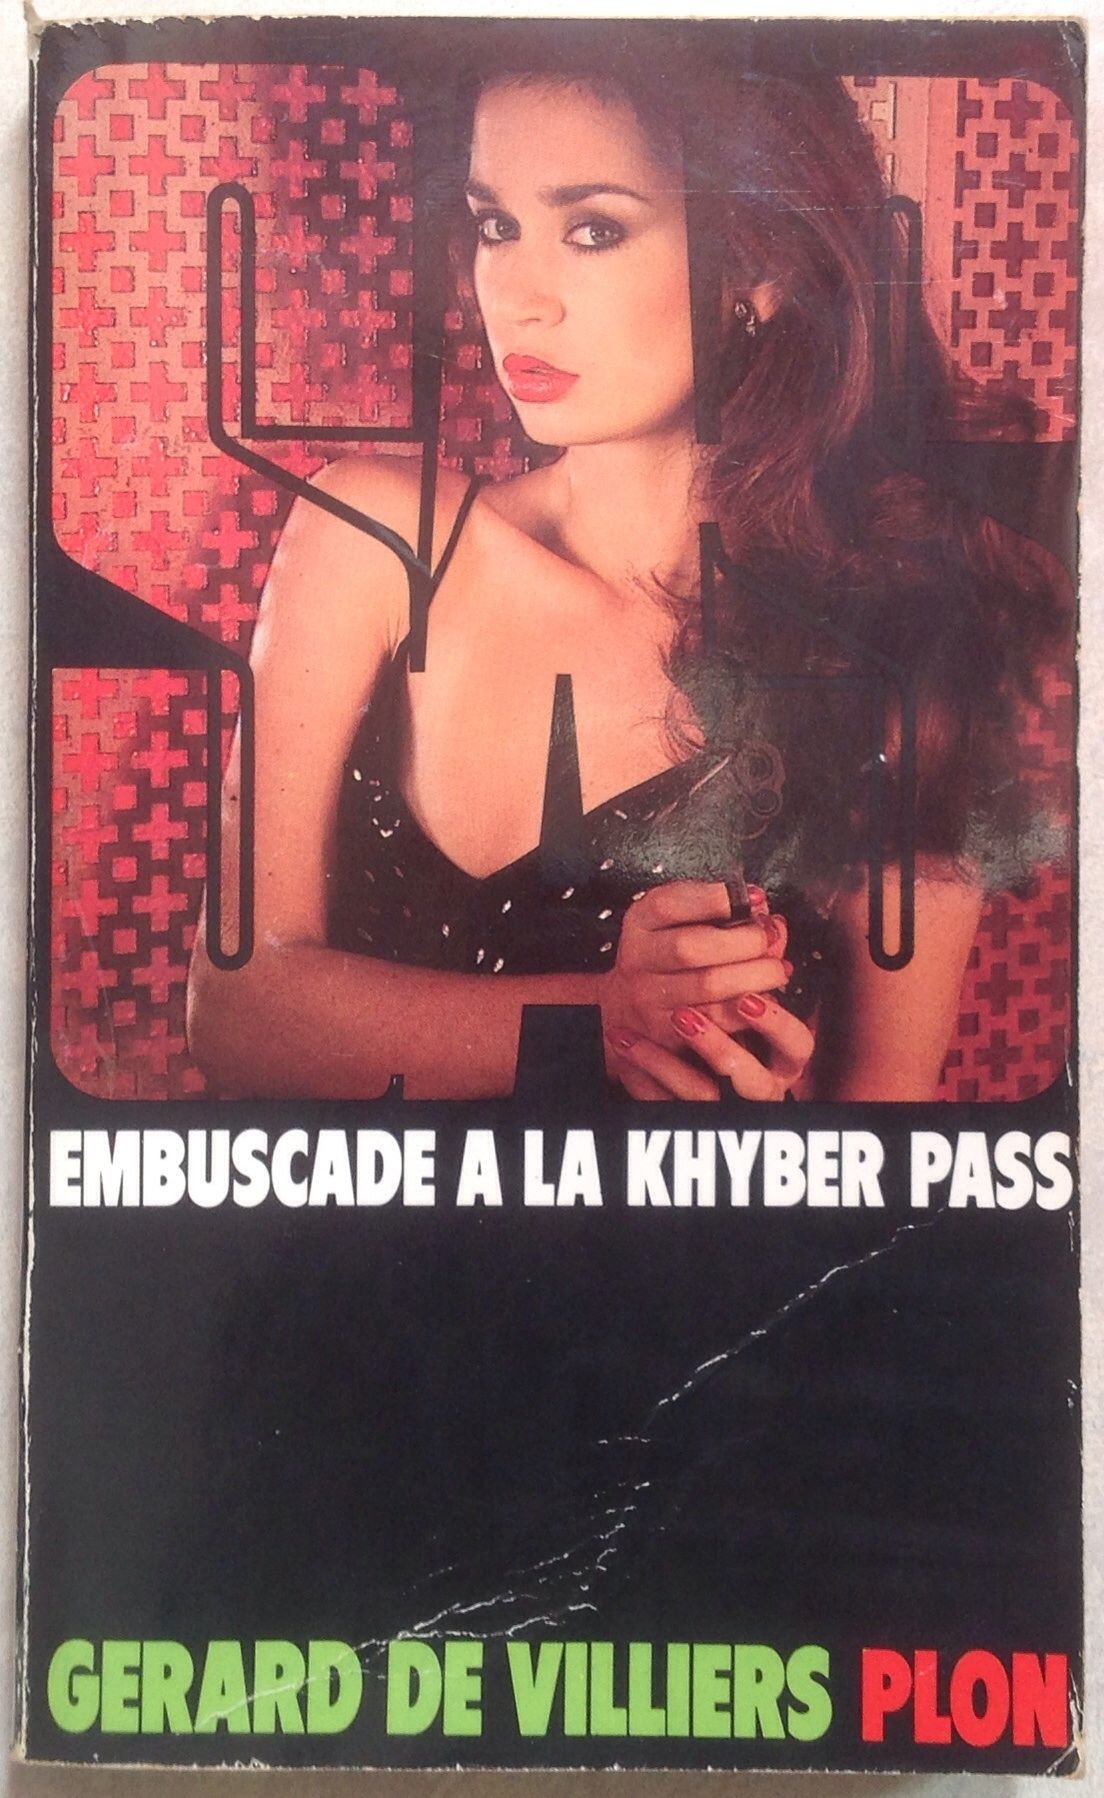 SAS
EMBUSCADE A LA KHYBER PASS
GERARD DE VILLIERS PLON